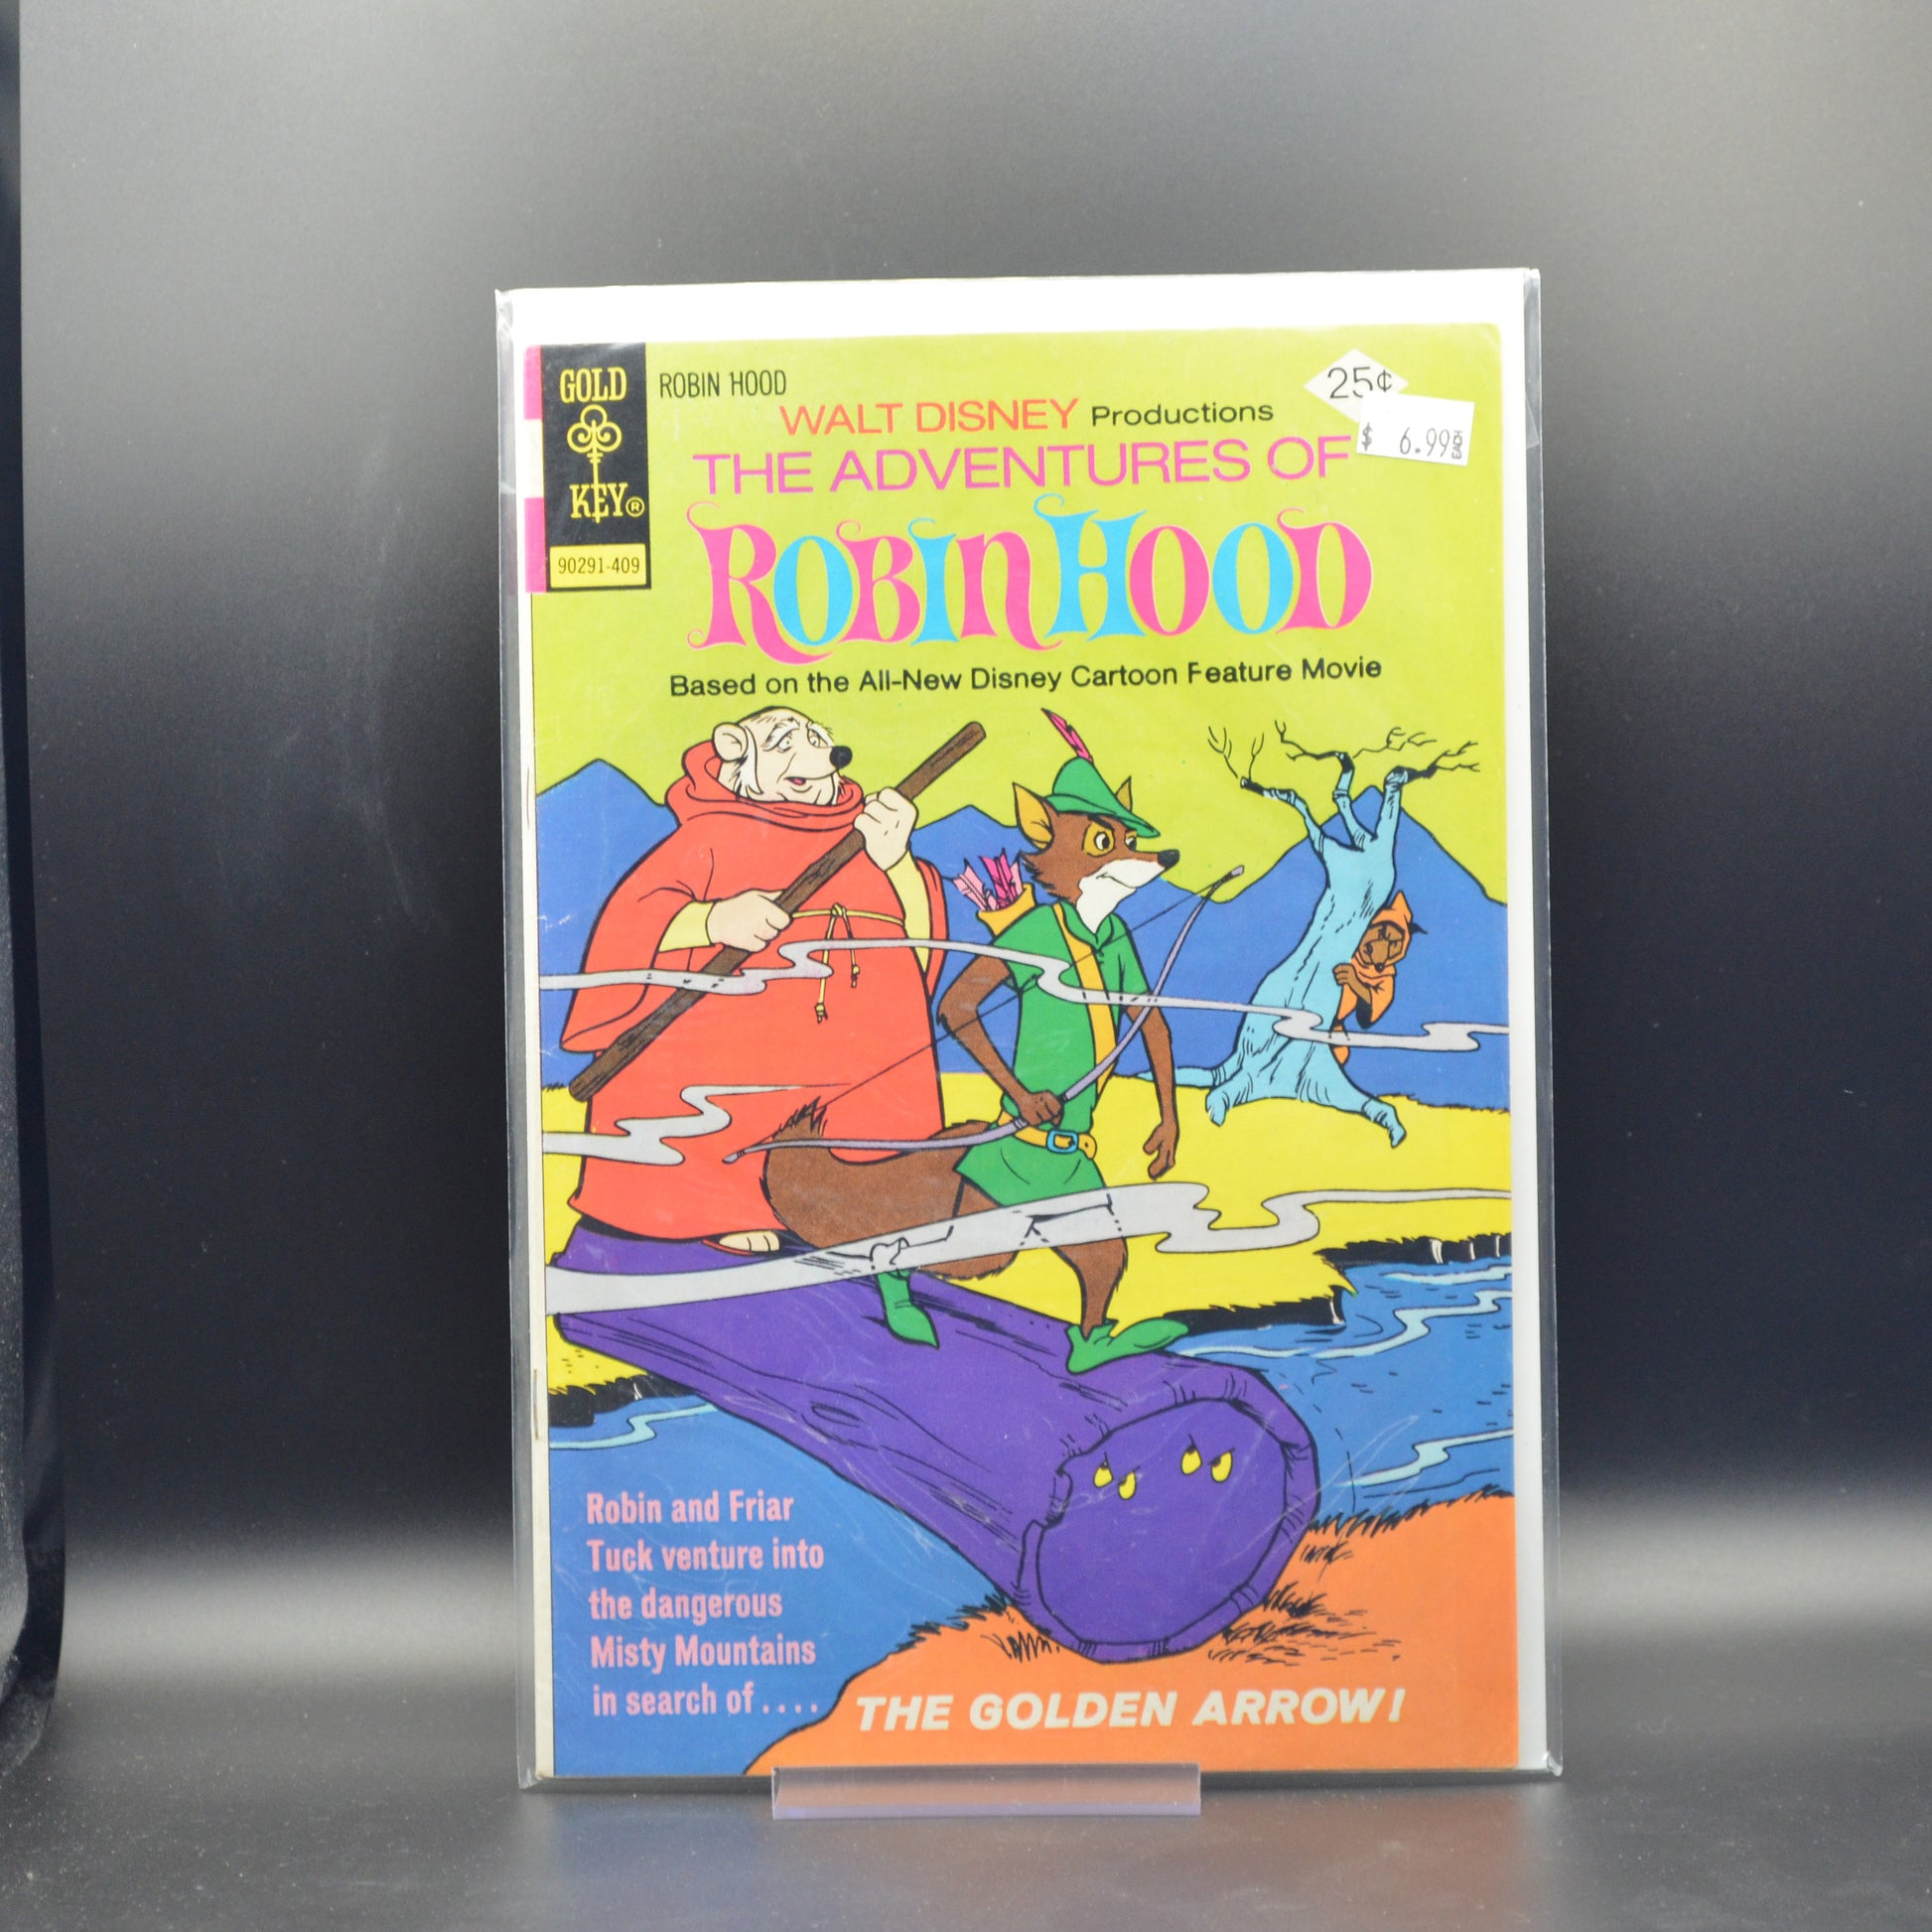 GOLD
KEY®
90291-409
ROBIN HOOD
25¢
$ 6.99
WALT DISNEY Productions
THE ADVENTURES OF
ROBIN HOOD
Based on the All-New Disney Cartoon Feature Movie
Robin and Friar
Tuck venture into
the dangerous
Misty Mountains
in search of....
THE GOLDEN ARROW!